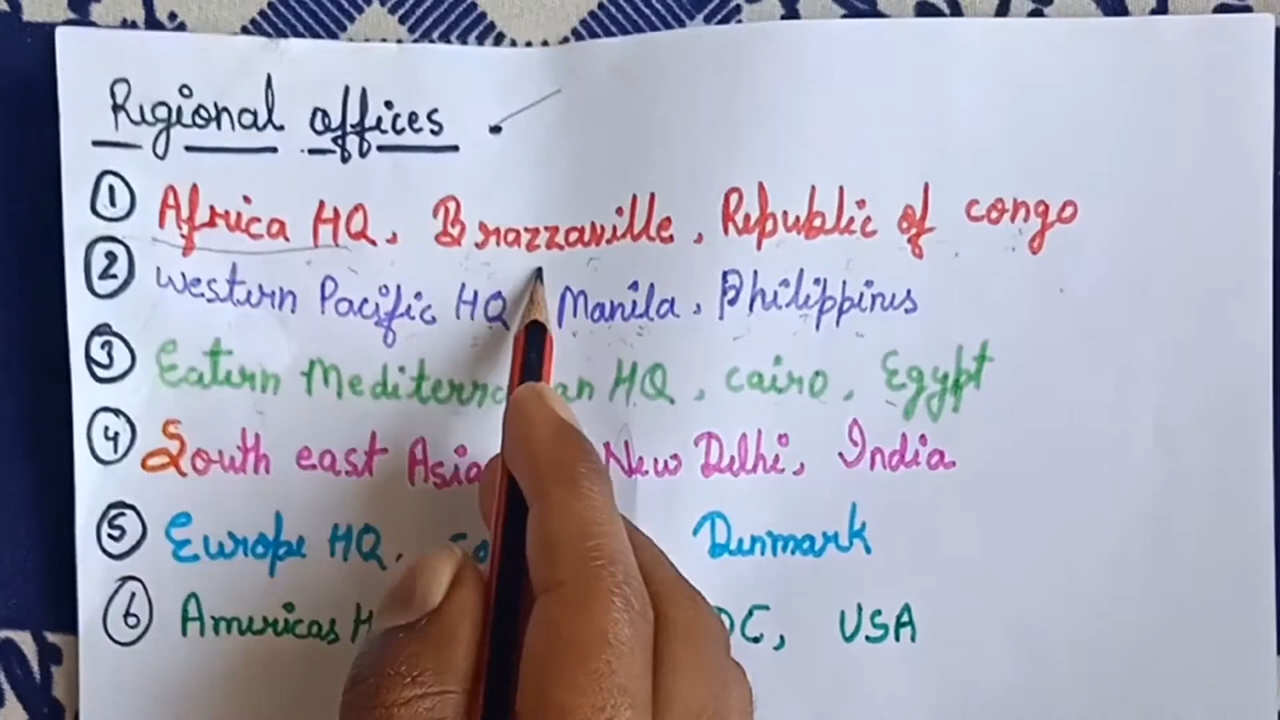 Regional offices
① Africa HQ, Brazzaville, Republic of congo
② Western Pacific HQ Manila, Philippines
③ Eatern Mediterr an HQ, cairo, Egypt
④ South east Asia New Delhi, India
⑤ Europe HQ, Denmark
⑥ Americas H DC, USA